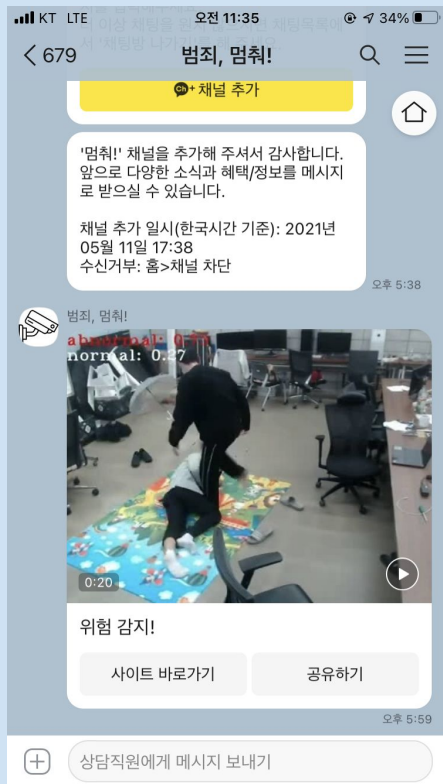 KT LTE 오전 11:35 34%
679 범죄, 멈춰!
Ch+ 채널 추가
'멈춰!' 채널을 추가해 주셔서 감사합니다.
앞으로 다양한 소식과 혜택/정보를 메시지
로 받으실 수 있습니다.
채널 추가 일시(한국시간 기준): 2021년
05월 11일 17:38
수신거부: 홈>채널 차단
오후 5:38
범죄, 멈춰!
abnormal:
normal: 0.27
0:20
위험 감지!
사이트 바로가기
공유하기
오후 5:59
상담직원에게 메시지 보내기